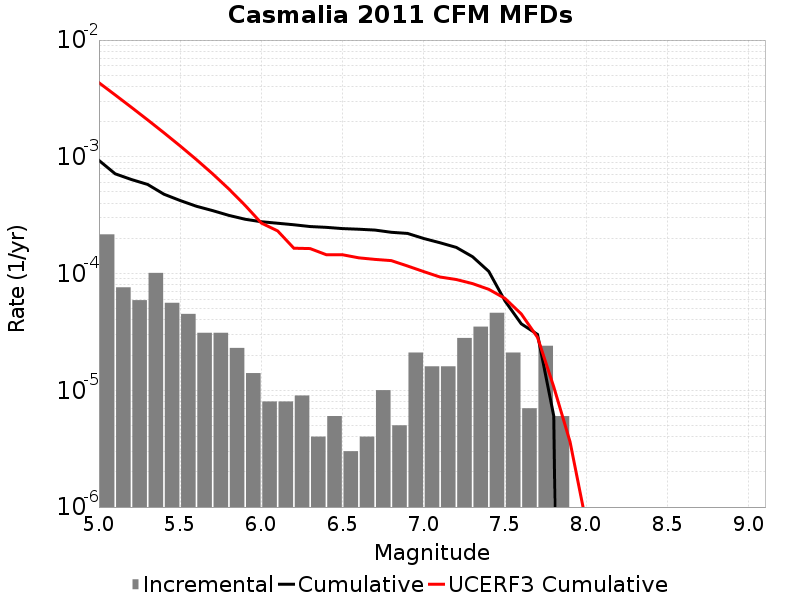 Casmalia 2011 CFM MFDs
10-2
10-3
10-4
10-5
10-6
Rate (1/yr)
5.0 5.5 6.0 6.5 7.0 7.5 8.0 8.5 9.0
Magnitude
Incremental Cumulative UCERF3 Cumulative